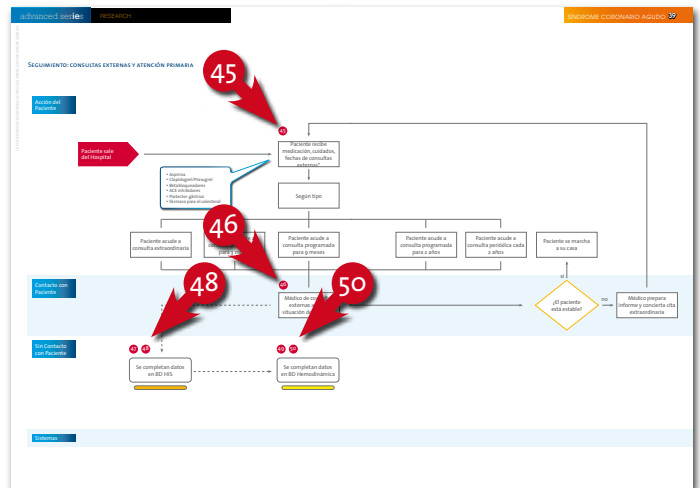 advanced series
RESEARCH
SÍNDROME CORONARIO AGUDO 39
SEGUIMIENTO: CONSULTAS EXTERNAS Y ATENCIÓN PRIMARIA
45
Acción del
Paciente
45
Paciente sale
del Hospital
Paciente recibe
medicación, cuidados,
fechas de consultas
externas*
• Aspirina
• Clopidogrel/Prasugrel
• Betabloqueadores
• ACE inhibidores
• Protector gástrico
• Fármaco para el colesterol
Según tipo
46
Paciente acude a
consulta extraordinaria
Paciente acude a
consulta programada
para 9 meses
Paciente acude a
consulta programada
para 2 años
Paciente acude a
consulta periódica cada
2 años
Paciente se marcha
a su casa
48
50
Contacto con
Paciente
46
Médico de
externas
situación de
¿El paciente
está estable?
sí
no
Médico prepara
informe y concierta cita
extraordinaria
Sin Contacto
con Paciente
47 48
49 50
Se completan datos
en BD HIS
Se completan datos
en BD Hemodinámica
Sistemas